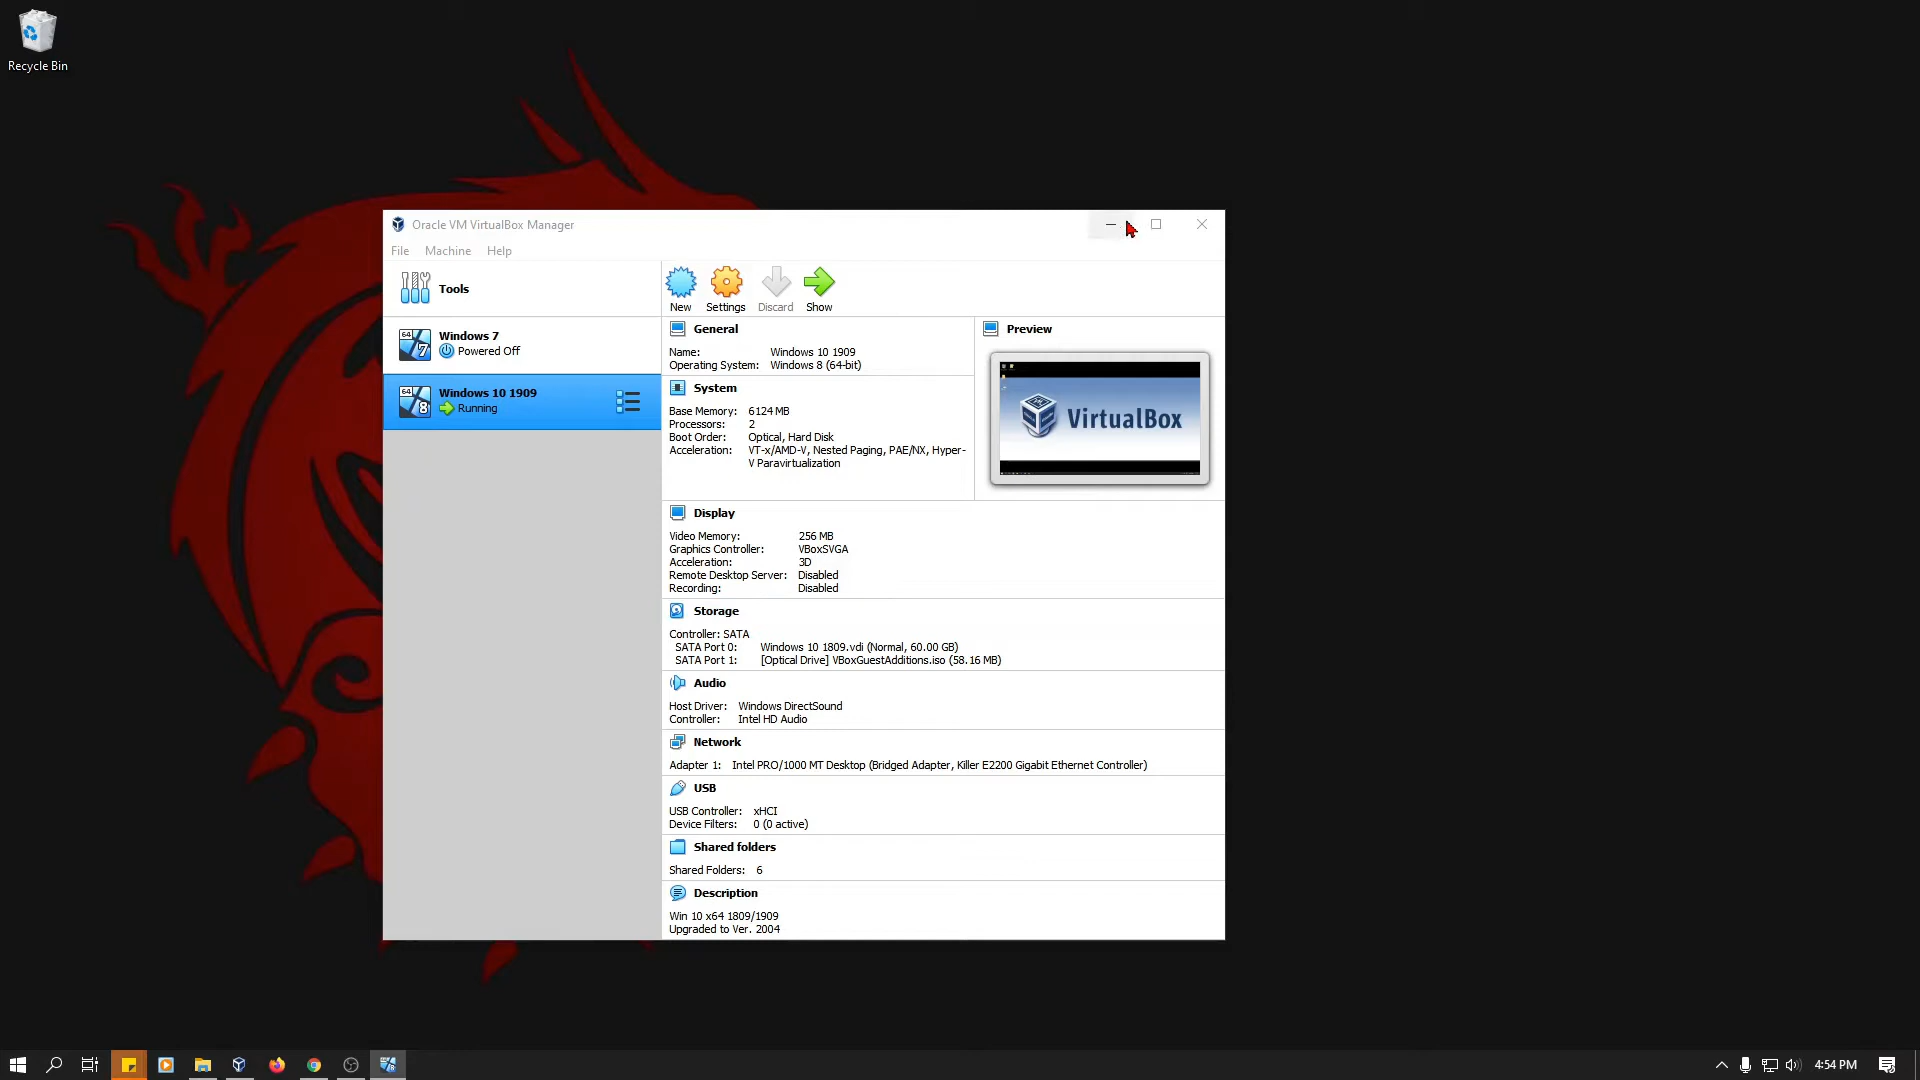 Recycle Bin
Oracle VM VirtualBox Manager
File Machine Help
Tools
New Settings Discard Show
64 7
Windows 7
Powered Off
64 8
Windows 10 1909
Running
General
Name: Windows 10 1909
Operating System: Windows 8 (64-bit)
Preview
VirtualBox
System
Base Memory: 6124 MB
Processors: 2
Boot Order: Optical, Hard Disk
Acceleration: VT-x/AMD-V, Nested Paging, PAE/NX, Hyper-
V Paravirtualization
Display
Video Memory: 256 MB
Graphics Controller: VBoxSVGA
Acceleration: 3D
Remote Desktop Server: Disabled
Recording: Disabled
Storage
Controller: SATA
SATA Port 0: Windows 10 1809.vdi (Normal, 60.00 GB)
SATA Port 1: [Optical Drive] VBoxGuestAdditions.iso (58.16 MB)
Audio
Host Driver: Windows DirectSound
Controller: Intel HD Audio
Network
Adapter 1: Intel PRO/1000 MT Desktop (Bridged Adapter, Killer E2200 Gigabit Ethernet Controller)
USB
USB Controller: xHCI
Device Filters: 0 (0 active)
Shared folders
Shared Folders: 6
Description
Win 10 x64 1809/1909
Upgraded to Ver. 2004
4:54 PM